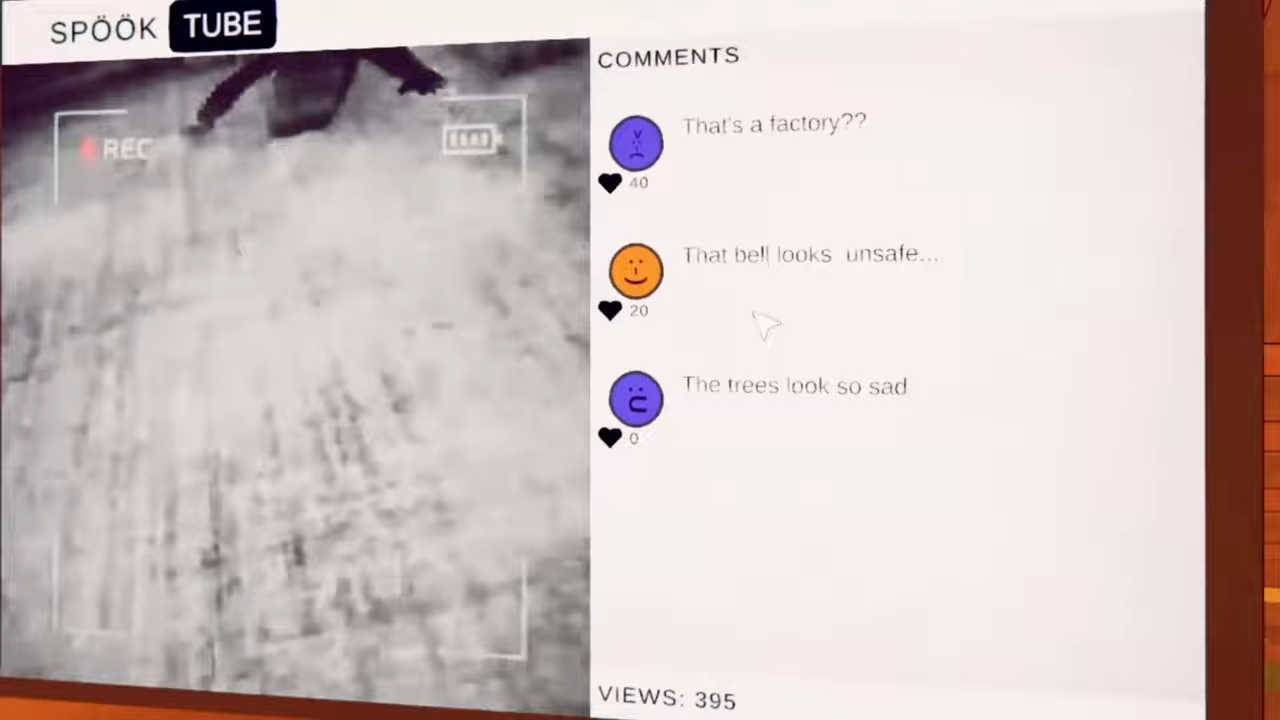 SPÖÖK TUBE
REC
COMMENTS
That's a factory??
40
That bell looks unsafe...
20
The trees look so sad
0
VIEWS: 395